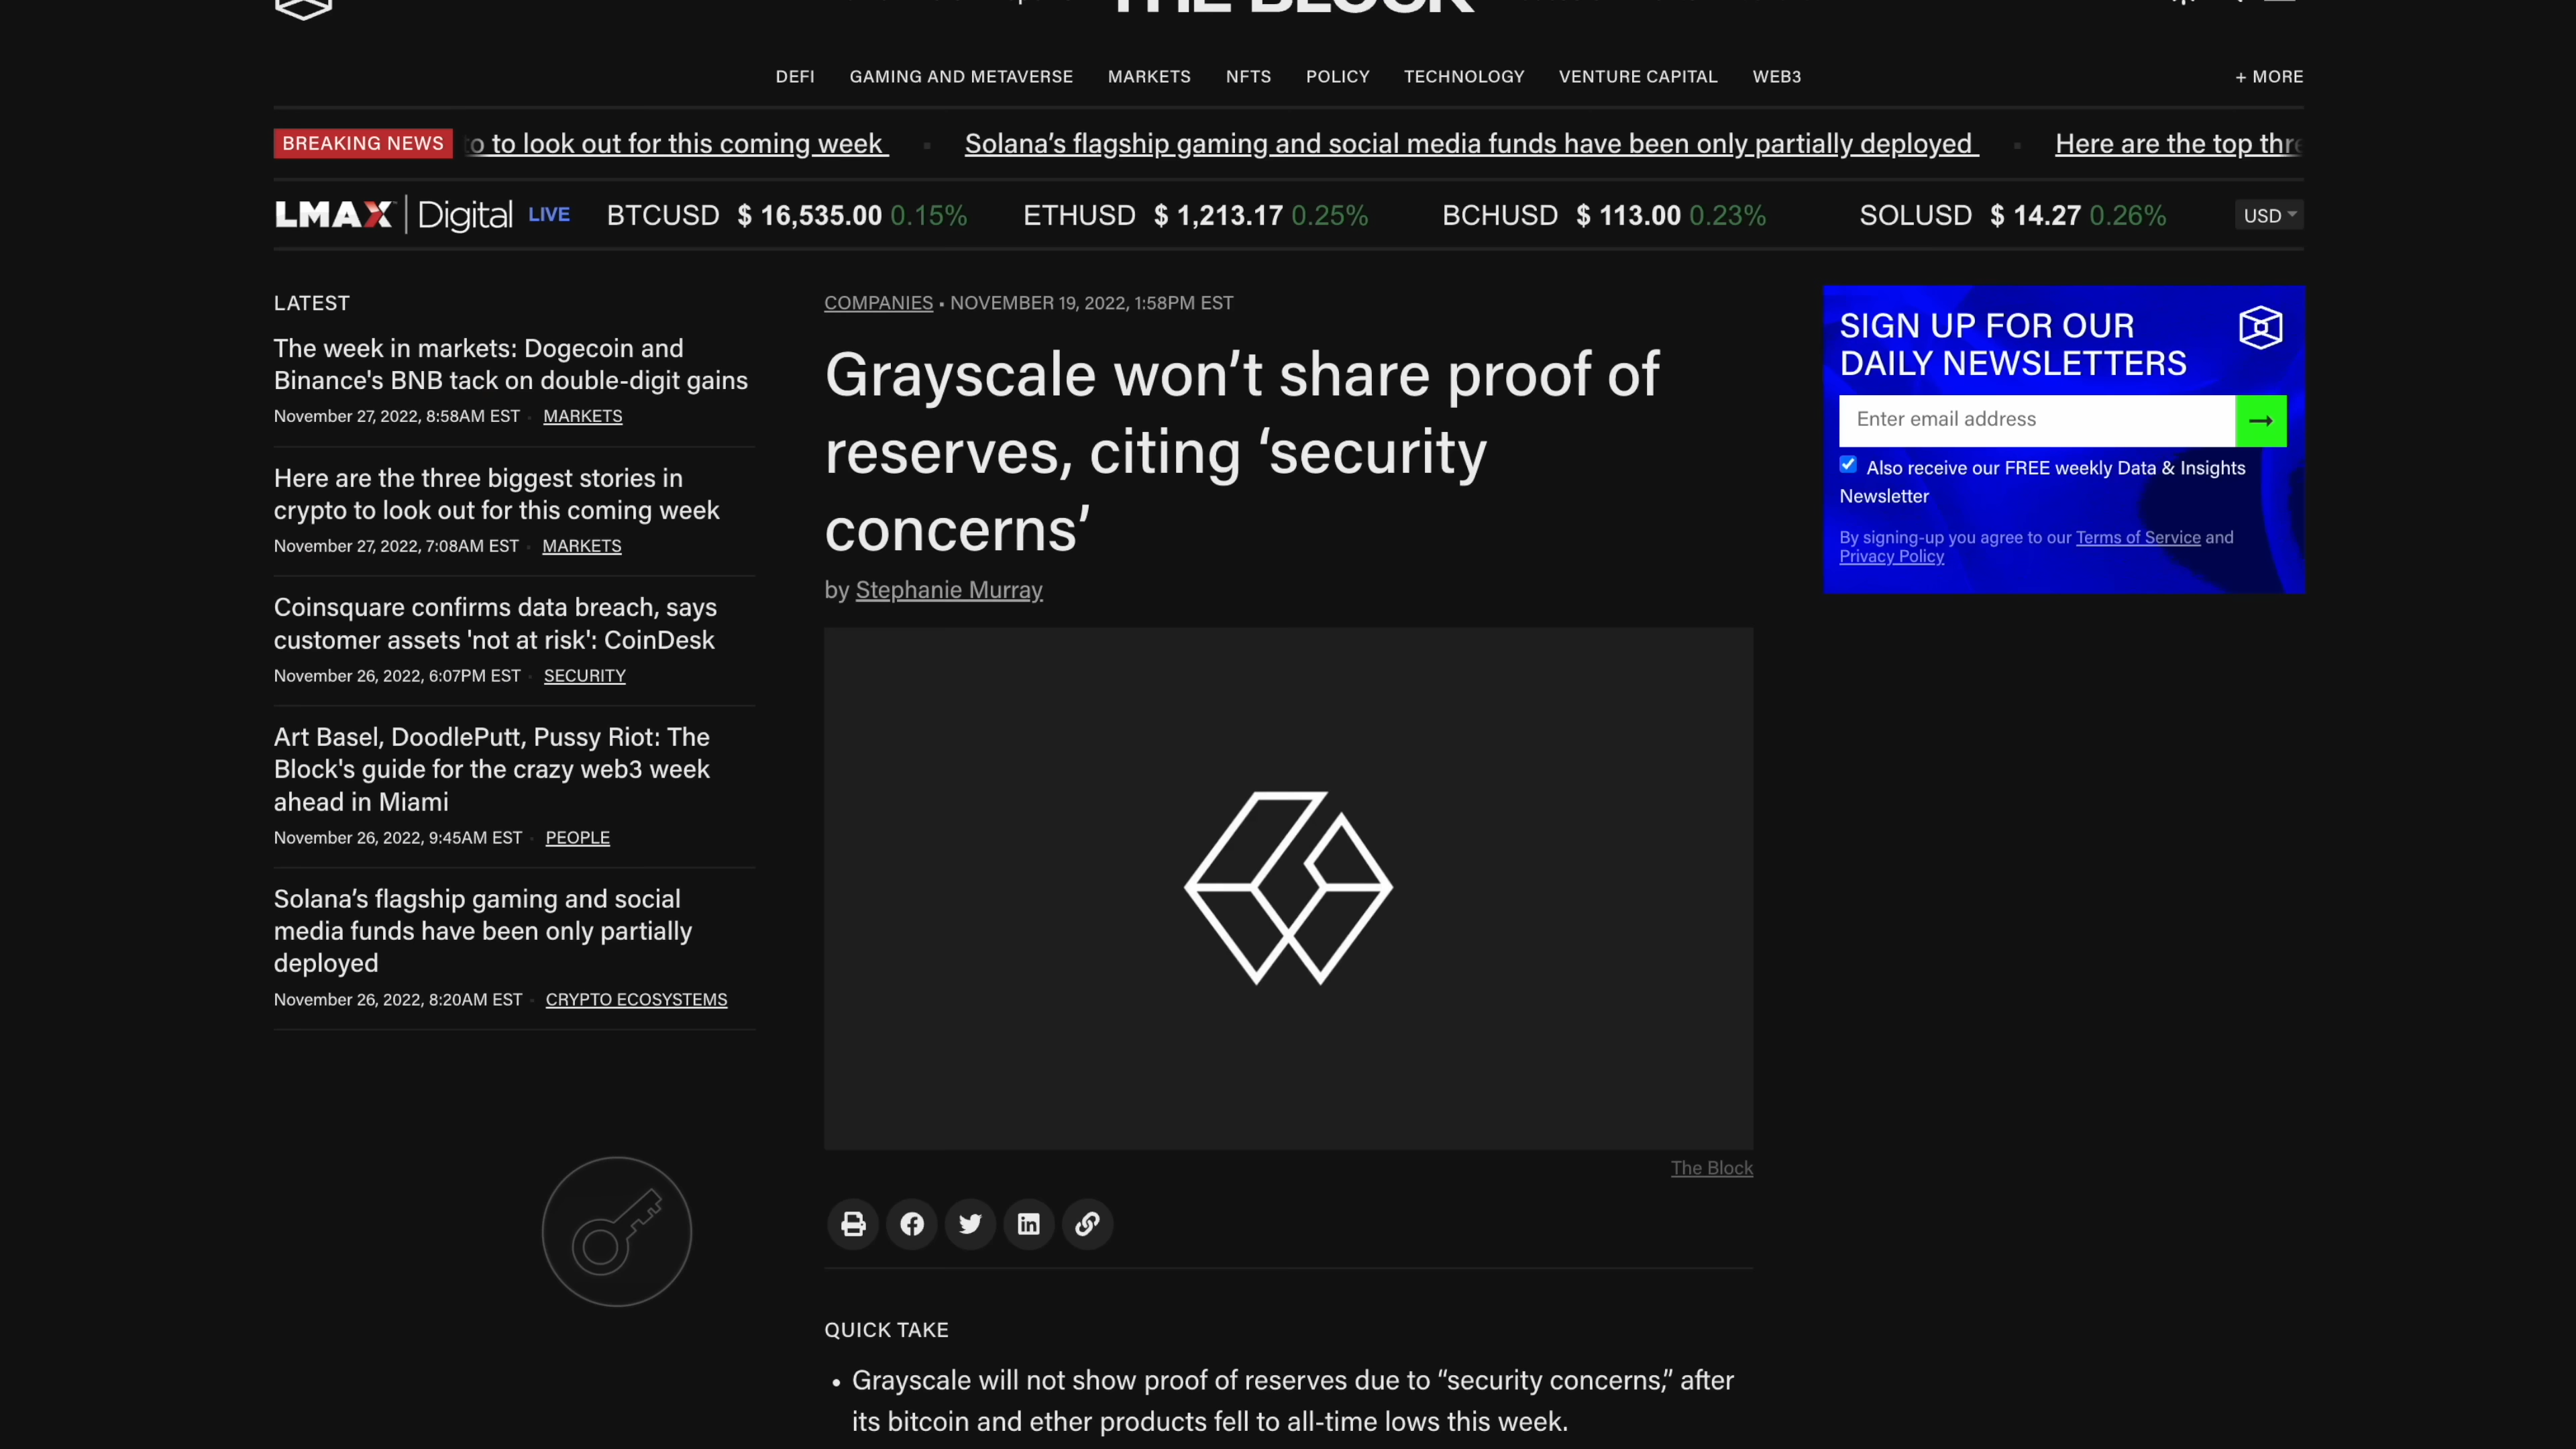 THE BLOCK
DEFI GAMING AND METAVERSE MARKETS NFTS POLICY TECHNOLOGY VENTURE CAPITAL WEB3 + MORE
BREAKING NEWS to look out for this coming week Solana’s flagship gaming and social media funds have been only partially deployed Here are the top
LMAX Digital LIVE BTCUSD $ 16,535.00 0.15% ETHUSD $ 1,213.17 0.25% BCHUSD $ 113.00 0.23% SOLUSD $ 14.27 0.26% USD
LATEST
The week in markets: Dogecoin and
Binance's BNB tack on double-digit gains
November 27, 2022, 8:58AM EST MARKETS
Here are the three biggest stories in
crypto to look out for this coming week
November 27, 2022, 7:08AM EST MARKETS
Coinsquare confirms data breach, says
customer assets 'not at risk': CoinDesk
November 26, 2022, 6:07PM EST SECURITY
Art Basel, DoodlePutt, Pussy Riot: The
Block's guide for the crazy web3 week
ahead in Miami
November 26, 2022, 9:45AM EST PEOPLE
Solana’s flagship gaming and social
media funds have been only partially
deployed
November 26, 2022, 8:20AM EST CRYPTO ECOSYSTEMS
COMPANIES • NOVEMBER 19, 2022, 1:58PM EST
Grayscale won’t share proof of
reserves, citing ‘security
concerns’
by Stephanie Murray
The Block
QUICK TAKE
• Grayscale will not show proof of reserves due to “security concerns,” after
its bitcoin and ether products fell to all-time lows this week.
SIGN UP FOR OUR
DAILY NEWSLETTERS
Enter email address
Also receive our FREE weekly Data & Insights
Newsletter
By signing-up you agree to our Terms of Service and
Privacy Policy